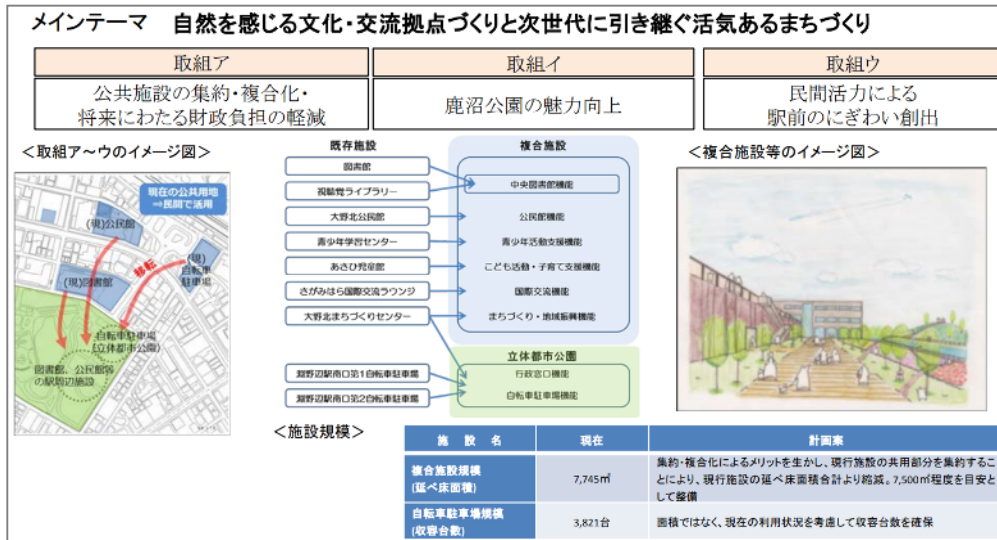 メインテーマ　自然を感じる文化・交流拠点づくりと次世代に引き継ぐ活気あるまちづくり
取組ア
取組イ
取組ウ
公共施設の集約・複合化・
将来にわたる財政負担の軽減
鹿沼公園の魅力向上
民間活力による
駅前のにぎわい創出
＜取組ア～ウのイメージ図＞
現在の公共用地
⇒民間で活用
(現)公民館
(現)
自転車
駐車場
移転
(現)図書館
自転車駐車場
(立体都市公園)
図書館、公民館等
の駅周辺施設
既存施設
図書館
視聴覚ライブラリー
大野北公民館
青少年学習センター
あさひ児童館
さがみはら国際交流ラウンジ
大野北まちづくりセンター
淵野辺駅南口第1自転車駐車場
淵野辺駅南口第2自転車駐車場
複合施設
中央図書館機能
公民館機能
青少年活動支援機能
こども活動・子育て支援機能
国際交流機能
まちづくり・地域振興機能
立体都市公園
行政窓口機能
自転車駐車場機能
＜複合施設等のイメージ図＞
＜施設規模＞
施　設　名
現在
計画案
複合施設規模
(延べ床面積)
7,745㎡
集約・複合化によるメリットを生かし、現行施設の共用部分を集約するこ
とにより、現行施設の延べ床面積合計より縮減。7,500㎡程度を目安と
して整備
自転車駐車場規模
(収容台数)
3,821台
面積ではなく、現在の利用状況を考慮して収容台数を確保